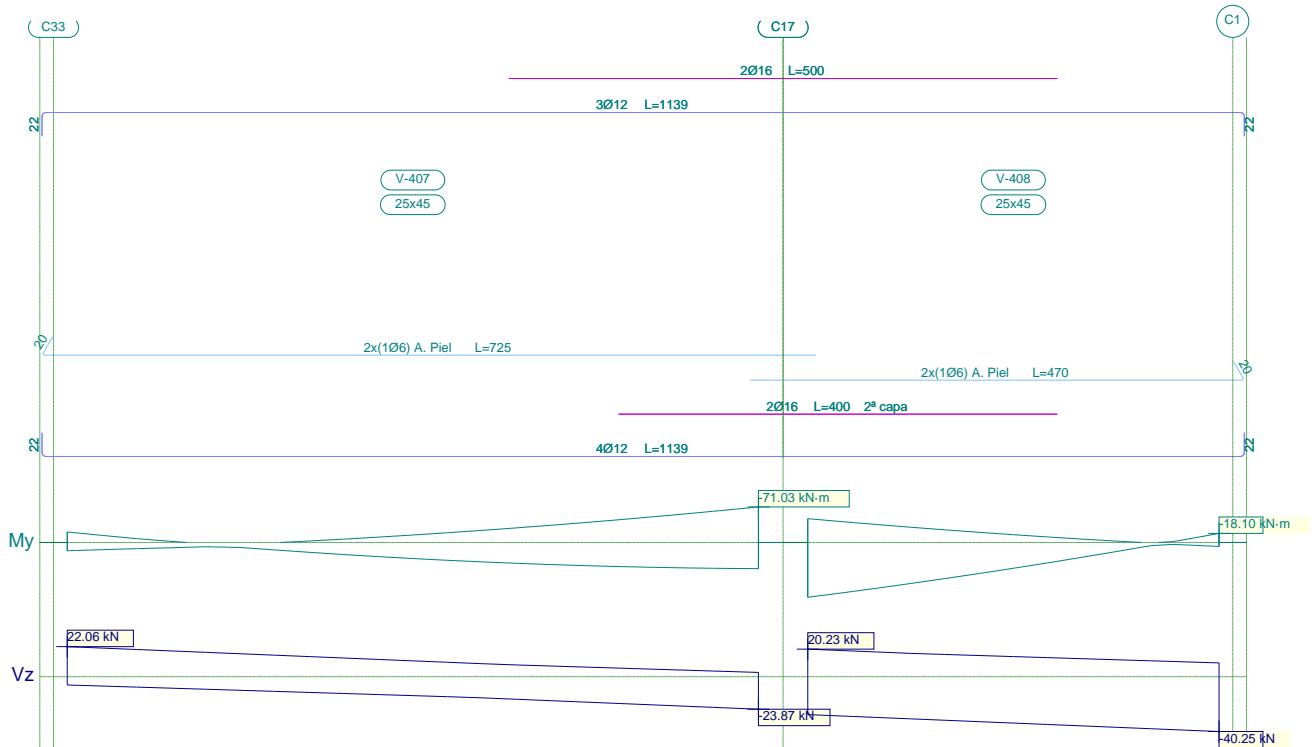 C33
C17
C1
2Ø16 L=500
3Ø12 L=1139
22
22
V-407
V-408
25x45
25x45
20
2x(1Ø6) A. Piel L=725
2x(1Ø6) A. Piel L=470
20
2Ø16 L=400 2ª capa
22
4Ø12 L=1139
22
-71.03 kN·m
-18.10 kN·m
My
22.06 kN
20.23 kN
Vz
-23.87 kN
-40.25 kN